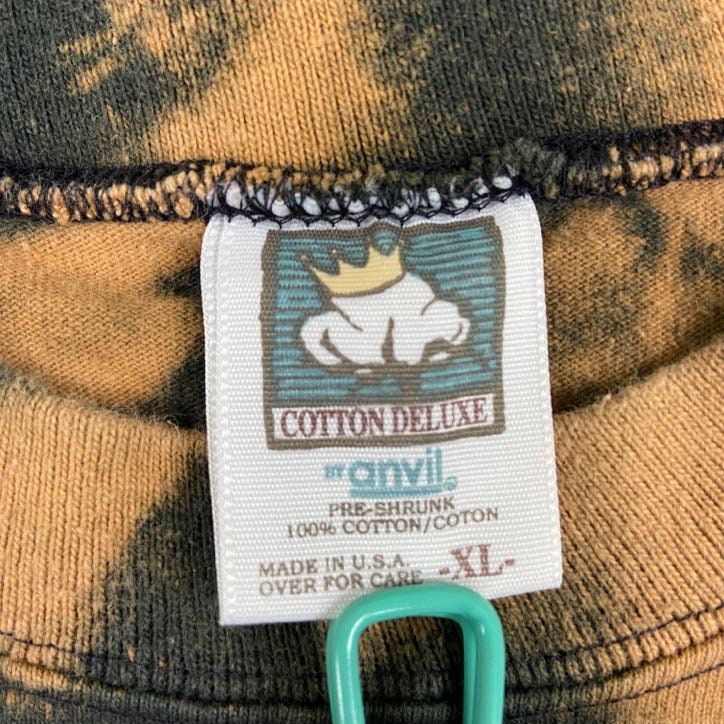 COTTON DELUXE
BY anvil
PRE-SHRUNK
100% COTTON/COTON
MADE IN U.S.A.
OVER FOR CARE -XL-